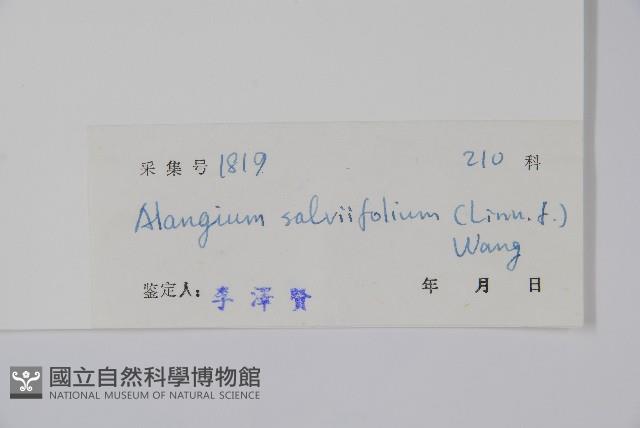 采集号 1819 210 科
Alangium salviifolium (Linn. f.)
Wang
鉴定人: 李澤賢 年 月 日
國立自然科學博物館
NATIONAL MUSEUM OF NATURAL SCIENCE